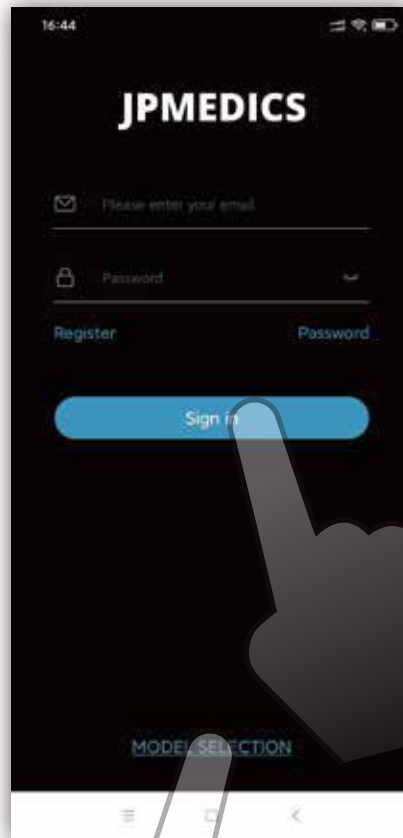 16:44
JPMEDICS
Please enter your email
Password
Register Password
Sign in
MODEL SELECTION